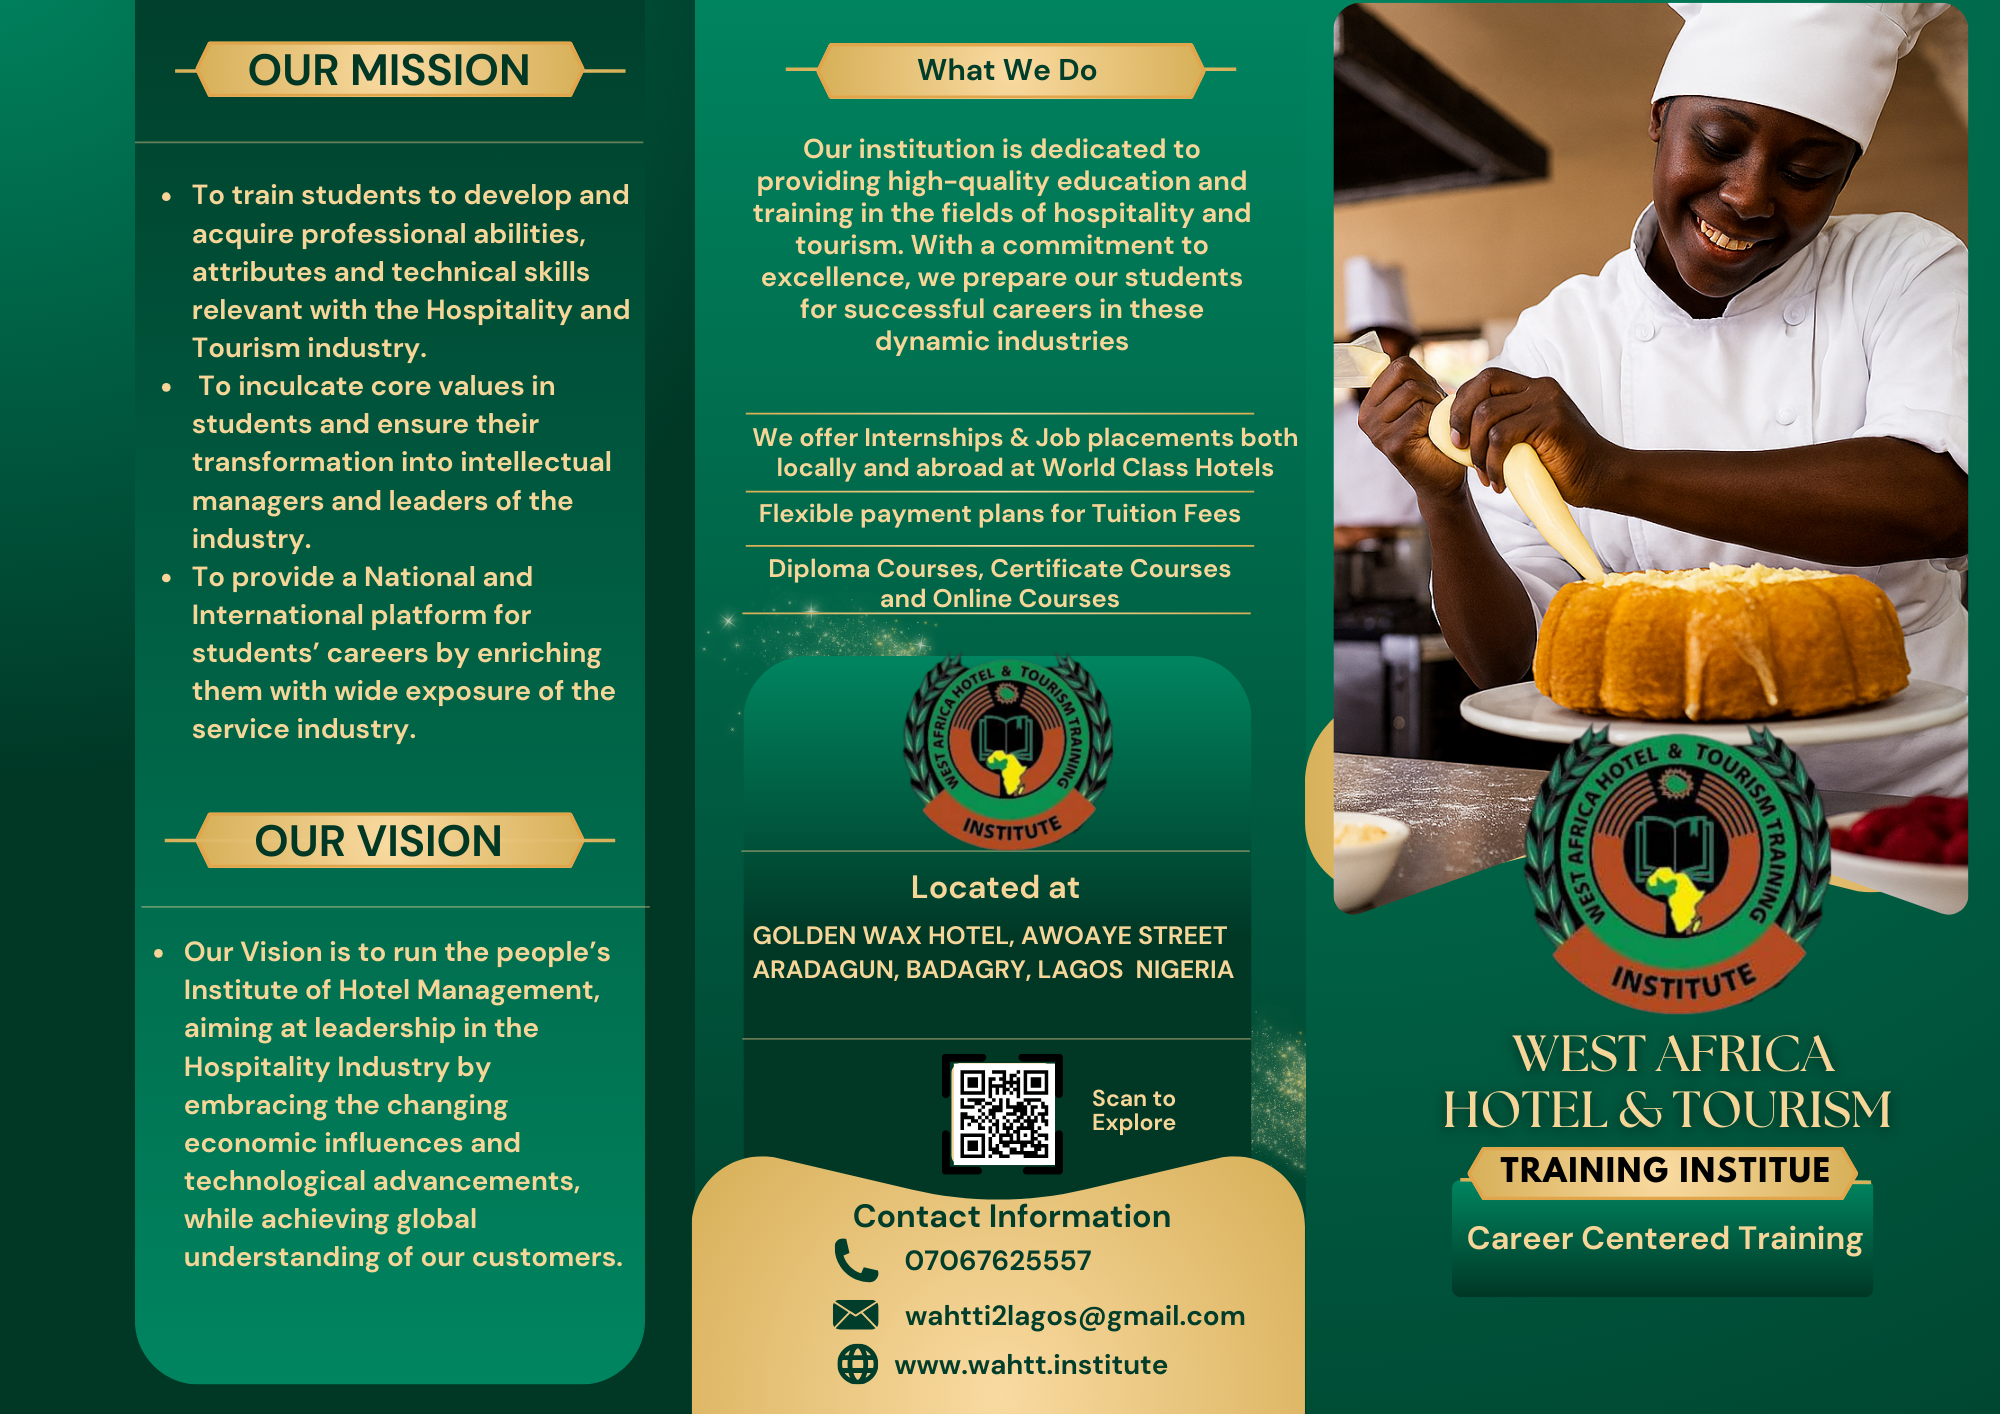 OUR MISSION
• To train students to develop and
acquire professional abilities,
attributes and technical skills
relevant with the Hospitality and
Tourism industry.
• To inculcate core values in
students and ensure their
transformation into intellectual
managers and leaders of the
industry.
• To provide a National and
International platform for
students’ careers by enriching
them with wide exposure of the
service industry.
OUR VISION
• Our Vision is to run the people’s
Institute of Hotel Management,
aiming at leadership in the
Hospitality Industry by
embracing the changing
economic influences and
technological advancements,
while achieving global
understanding of our customers.
What We Do
Our institution is dedicated to
providing high-quality education and
training in the fields of hospitality and
tourism. With a commitment to
excellence, we prepare our students
for successful careers in these
dynamic industries
We offer Internships & Job placements both
locally and abroad at World Class Hotels
Flexible payment plans for Tuition Fees
Diploma Courses, Certificate Courses
and Online Courses
WEST AFRICA HOTEL & TOURISM TRAINING
INSTITUTE
Located at
GOLDEN WAX HOTEL, AWOAYE STREET
ARADAGUN, BADAGRY, LAGOS NIGERIA
Scan to
Explore
Contact Information
07067625557
wahtti2lagos@gmail.com
www.wahtt.institute
WEST AFRICA HOTEL & TOURISM TRAINING
INSTITUTE
WEST AFRICA
HOTEL & TOURISM
TRAINING INSTITUE
Career Centered Training